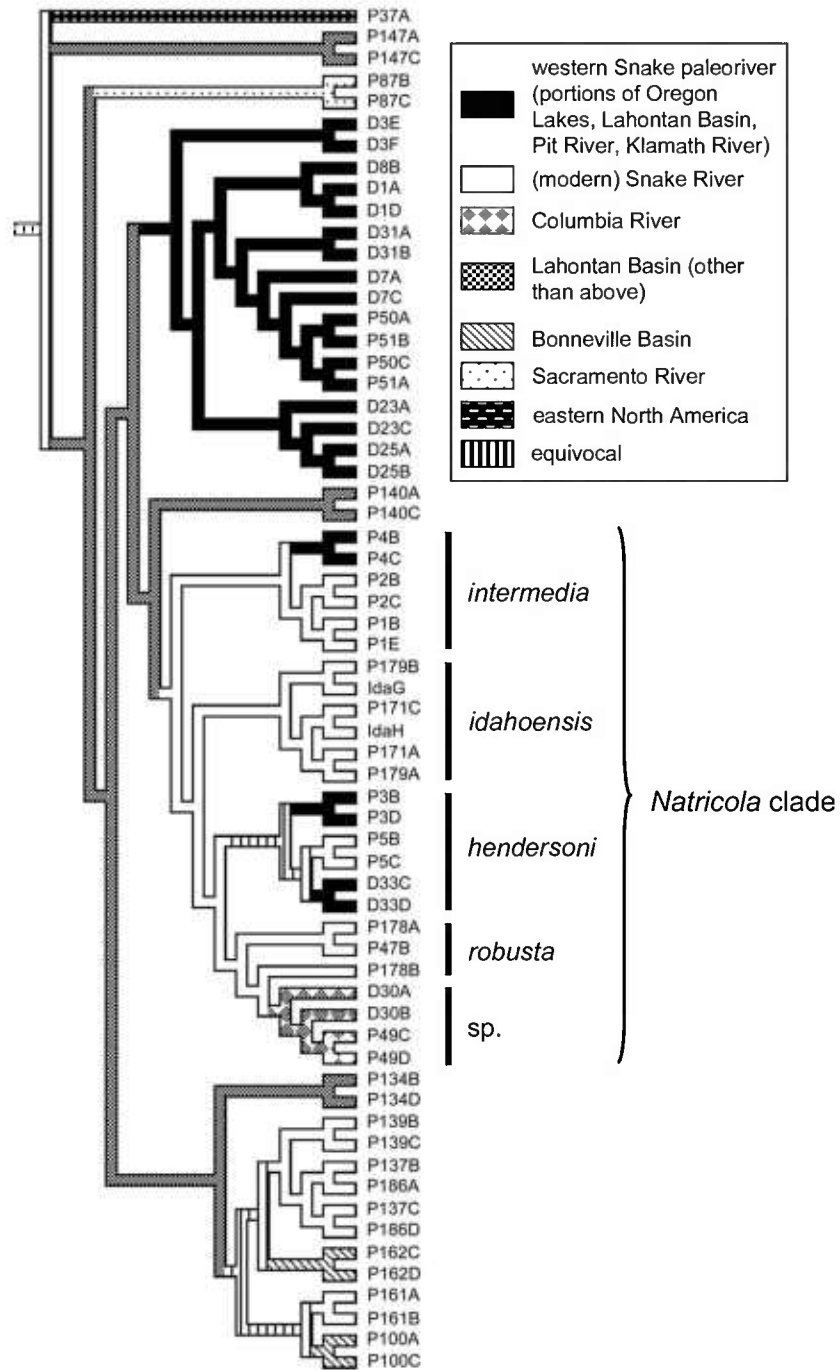 P37A
P147A
P147C
P87B
P87C
D3E
D3F
D8B
D1A
D1D
D31A
D31B
D7A
D7C
P50A
P51B
P50C
P51A
D23A
D23C
D25A
D25B
P140A
P140C
P4B
P4C
P2B
P2C
P1B
P1E
P179B
IdaG
P171C
IdaH
P171A
P179A
P3B
P3D
P5B
P5C
D33C
D33D
P178A
P47B
P178B
D30A
D30B
P49C
P49D
P134B
P134D
P139B
P139C
P137B
P186A
P137C
P186D
P162C
P162D
P161A
P161B
P100A
P100C
western Snake paleoriver
(portions of Oregon
Lakes, Lahontan Basin,
Pit River, Klamath River)
(modern) Snake River
Columbia River
Lahontan Basin (other
than above)
Bonneville Basin
Sacramento River
eastern North America
equivocal
intermedia
idahoensis
hendersoni
robusta
sp.
Natricola clade